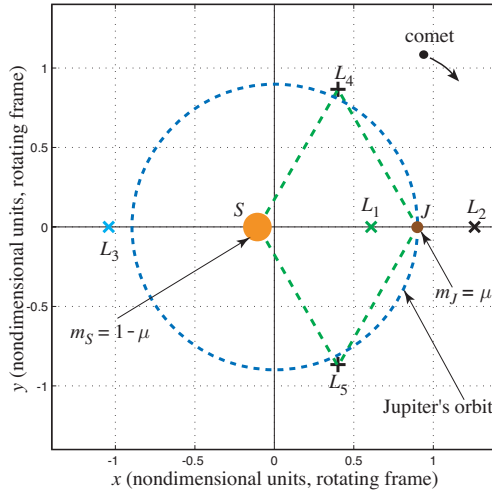 comet
1
L4
0.5
S
L1
J
L2
0
L3
mJ = μ
-0.5
mS = 1-μ
L5
-1
Jupiter's orbit
-1
-0.5
0
0.5
1
x (nondimensional units, rotating frame)
y (nondimensional units, rotating frame)